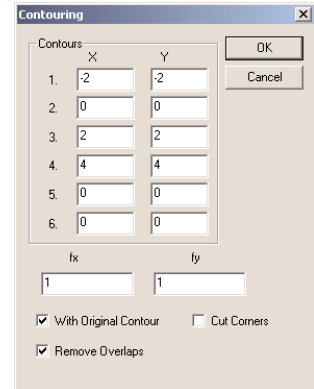 Contouring
Contours
X Y
OK
Cancel
1. -2 -2
2. 0 0
3. 2 2
4. 4 4
5. 0 0
6. 0 0
fx fy
1 1
With Original Contour Cut Corners
Remove Overlaps